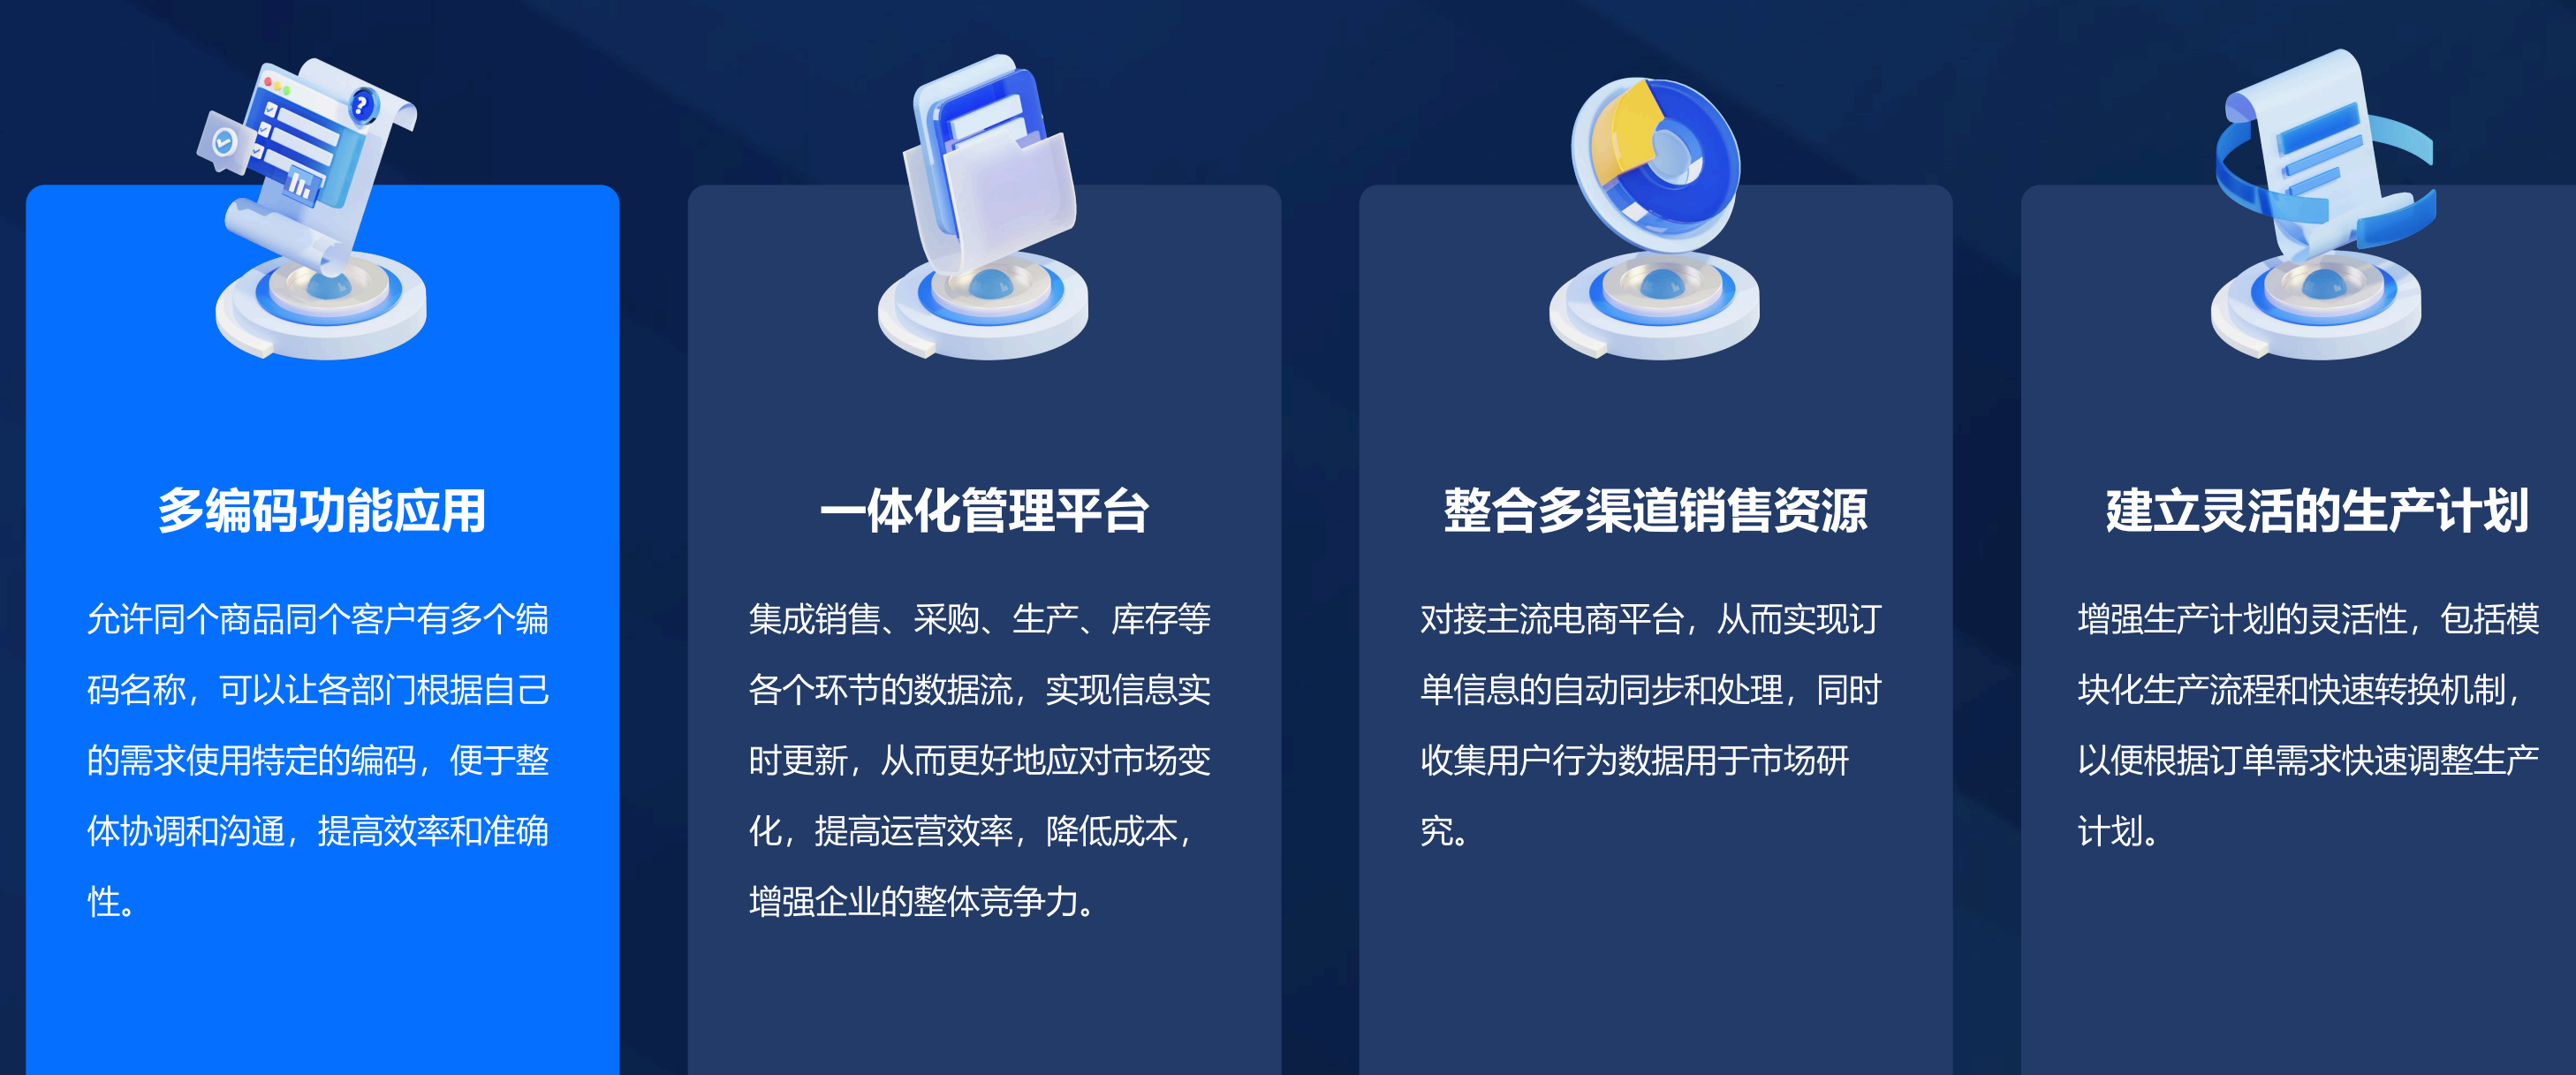 多编码功能应用
允许同个商品同个客户有多个编
码名称，可以让各部门根据自己
的需求使用特定的编码，便于整
体协调和沟通，提高效率和准确
性。
一体化管理平台
集成销售、采购、生产、库存等
各个环节的数据流，实现信息实
时更新，从而更好地应对市场变
化，提高运营效率，降低成本，
增强企业的整体竞争力。
整合多渠道销售资源
对接主流电商平台，从而实现订
单信息的自动同步和处理，同时
收集用户行为数据用于市场研
究。
建立灵活的生产计划
增强生产计划的灵活性，包括模
块化生产流程和快速转换机制，
以便根据订单需求快速调整生产
计划。